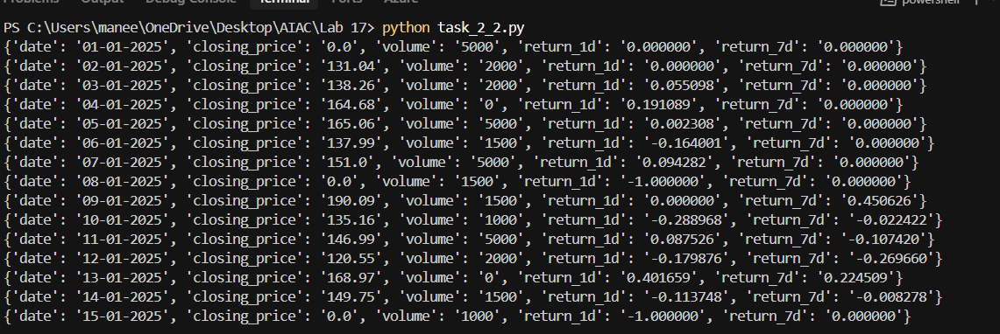 Problems Output Debug Console Terminal Ports Azure powershell
PS C:\Users\manee\OneDrive\Desktop\AIAC\Lab 17> python task_2_2.py
{'date': '01-01-2025', 'closing_price': '0.0', 'volume': '5000', 'return_1d': '0.000000', 'return_7d': '0.000000'}
{'date': '02-01-2025', 'closing_price': '131.04', 'volume': '2000', 'return_1d': '0.000000', 'return_7d': '0.000000'}
{'date': '03-01-2025', 'closing_price': '138.26', 'volume': '2000', 'return_1d': '0.055098', 'return_7d': '0.000000'}
{'date': '04-01-2025', 'closing_price': '164.68', 'volume': '0', 'return_1d': '0.191089', 'return_7d': '0.000000'}
{'date': '05-01-2025', 'closing_price': '165.06', 'volume': '5000', 'return_1d': '0.002308', 'return_7d': '0.000000'}
{'date': '06-01-2025', 'closing_price': '137.99', 'volume': '1500', 'return_1d': '-0.164001', 'return_7d': '0.000000'}
{'date': '07-01-2025', 'closing_price': '151.0', 'volume': '5000', 'return_1d': '0.094282', 'return_7d': '0.000000'}
{'date': '08-01-2025', 'closing_price': '0.0', 'volume': '1500', 'return_1d': '-1.000000', 'return_7d': '0.000000'}
{'date': '09-01-2025', 'closing_price': '190.09', 'volume': '1500', 'return_1d': '0.000000', 'return_7d': '0.450626'}
{'date': '10-01-2025', 'closing_price': '135.16', 'volume': '1000', 'return_1d': '-0.288968', 'return_7d': '-0.022422'}
{'date': '11-01-2025', 'closing_price': '146.99', 'volume': '5000', 'return_1d': '0.087526', 'return_7d': '-0.107420'}
{'date': '12-01-2025', 'closing_price': '120.55', 'volume': '2000', 'return_1d': '-0.179876', 'return_7d': '-0.269660'}
{'date': '13-01-2025', 'closing_price': '168.97', 'volume': '0', 'return_1d': '0.401659', 'return_7d': '0.224509'}
{'date': '14-01-2025', 'closing_price': '149.75', 'volume': '1500', 'return_1d': '-0.113748', 'return_7d': '-0.008278'}
{'date': '15-01-2025', 'closing_price': '0.0', 'volume': '1000', 'return_1d': '-1.000000', 'return_7d': '0.000000'}